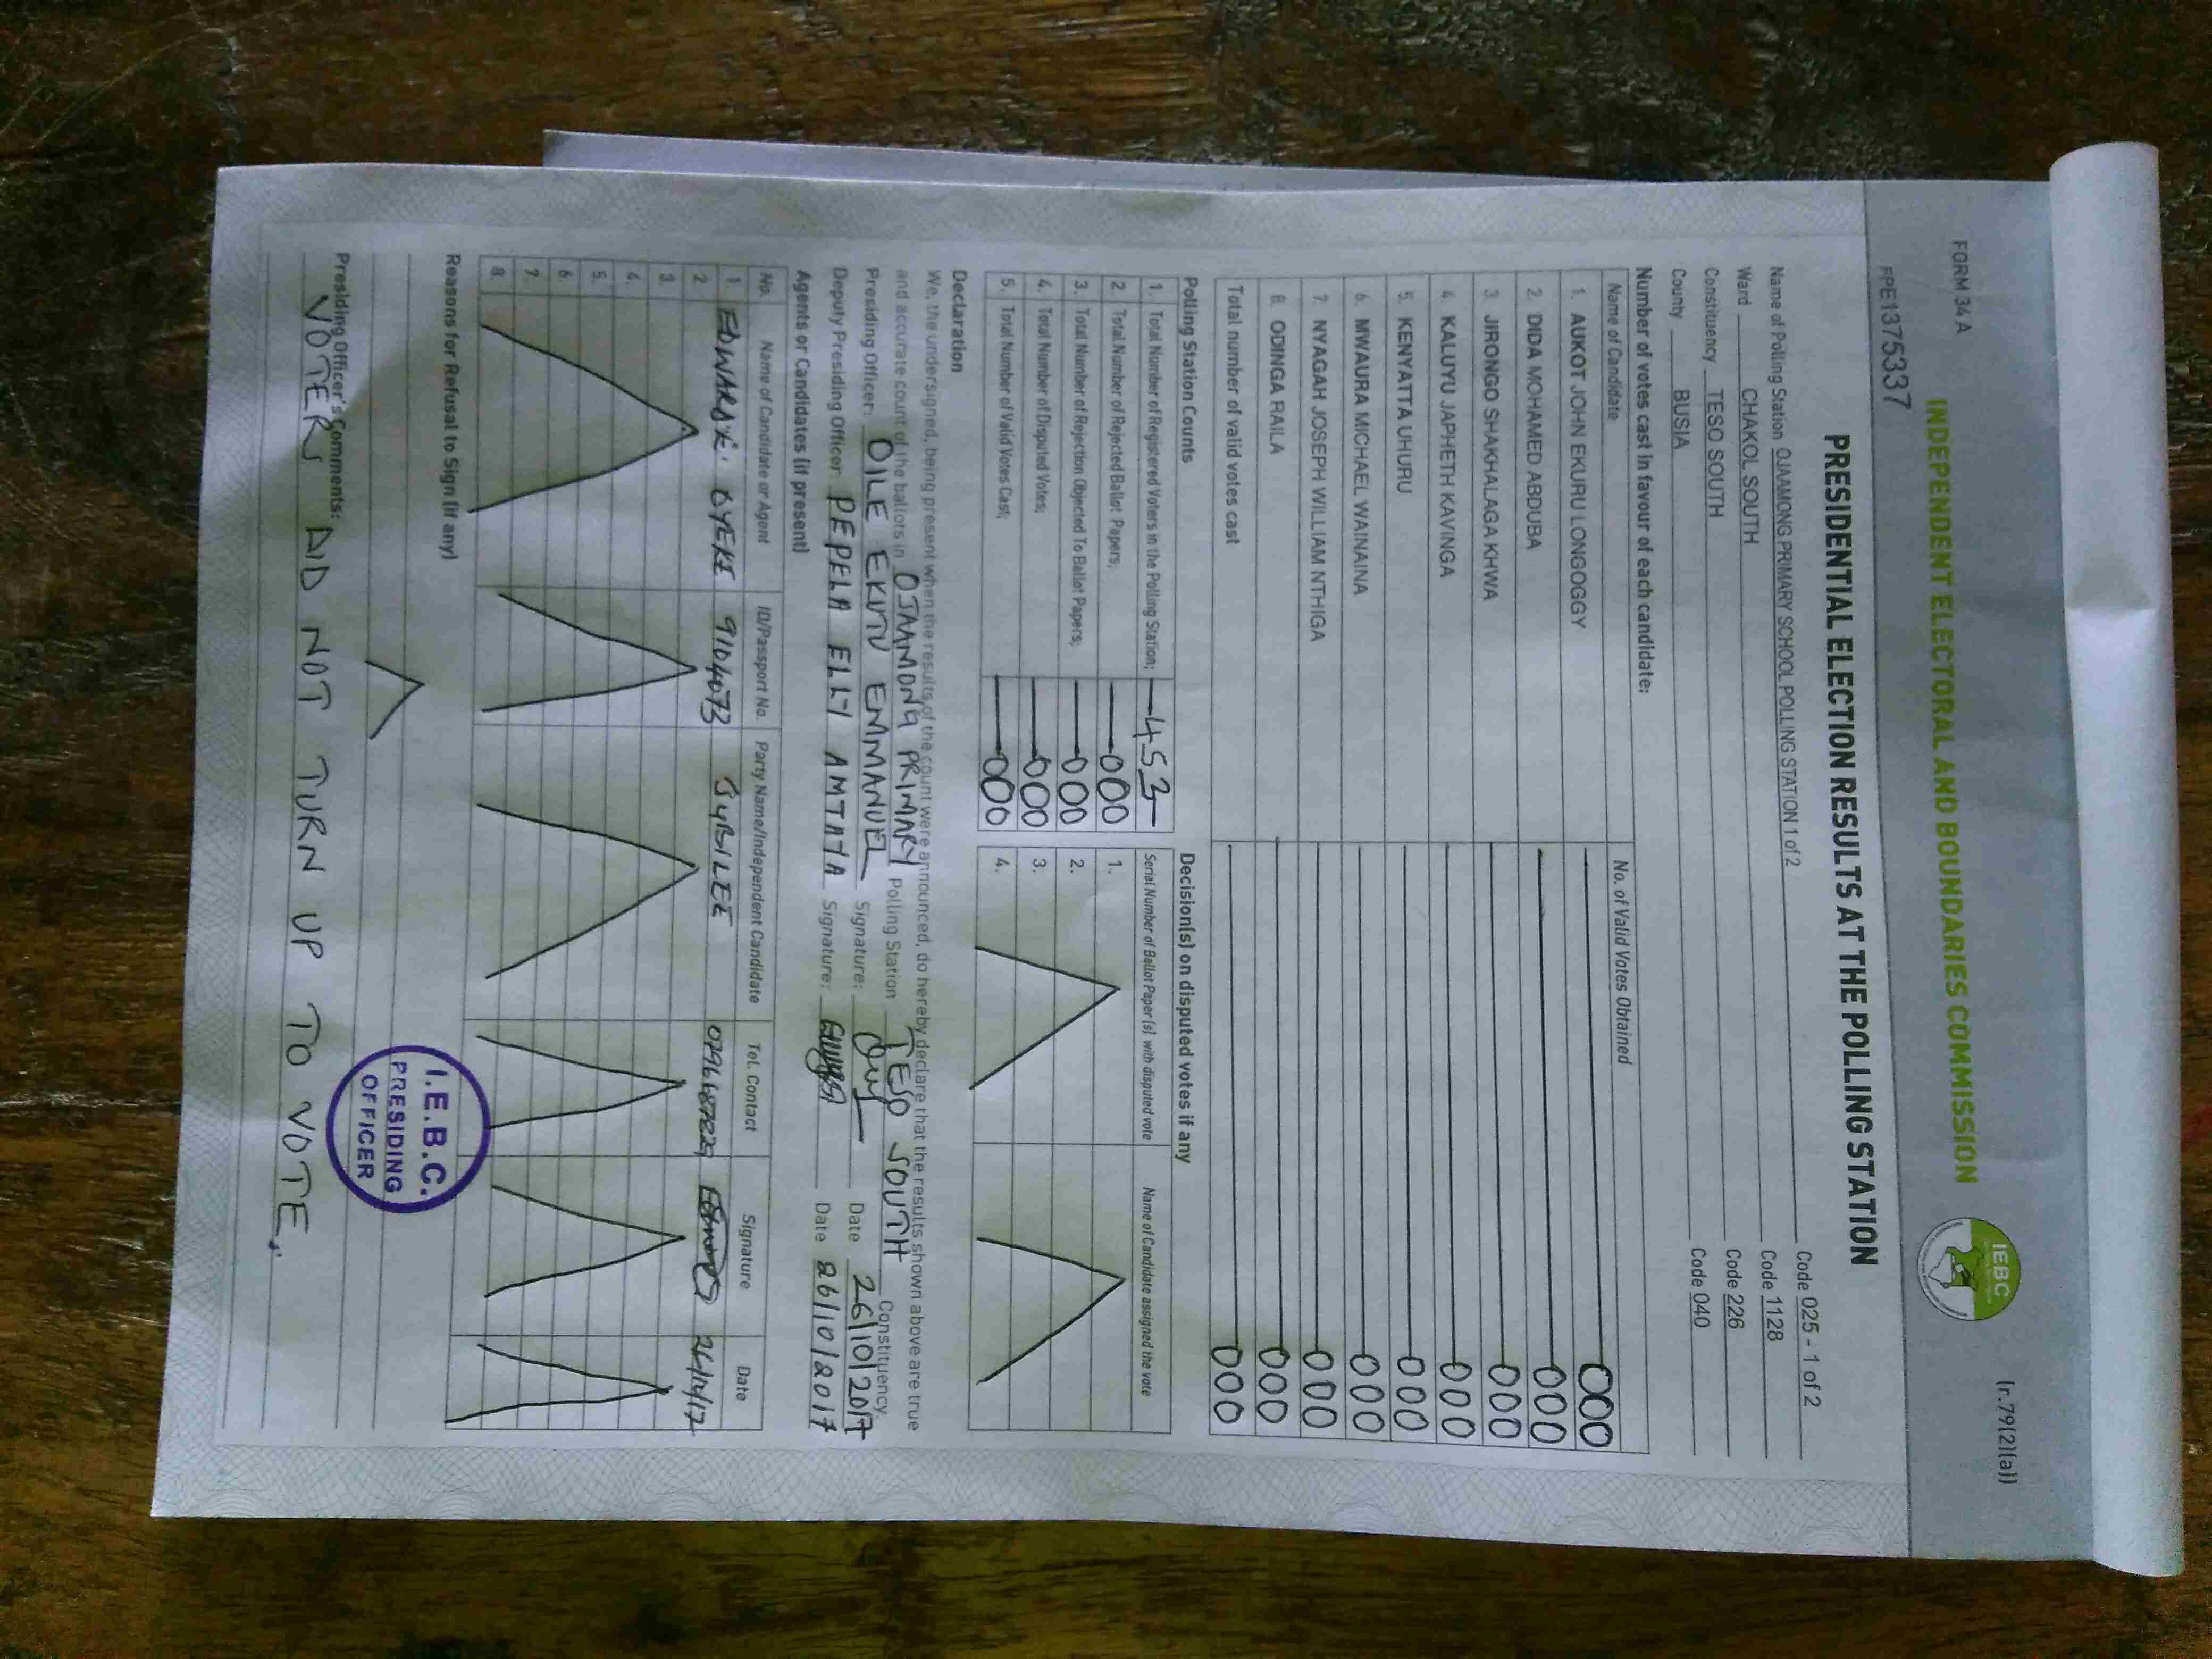 FORM 34 A
(r.79(2)(a))
INDEPENDENT ELECTORAL AND BOUNDARIES COMMISSION
IEBC
PPE1375337
PRESIDENTIAL ELECTION RESULTS AT THE POLLING STATION
Name of Polling Station OJAAMONG PRIMARY SCHOOL POLLING STATION 1 of 2 Code 025 - 1 of 2
Ward CHAKOL SOUTH Code 1128
Constituency TESO SOUTH Code 226
County BUSIA Code 040
Number of votes cast in favour of each candidate:
Name of Candidate No. of Valid Votes Obtained
1. AUKOT JOHN EKURU LONGOGGY 000
2. DIDA MOHAMED ABDUBA 000
3. JIRONGO SHAKHALAGA KHWA 000
4 KALUYU JAPHETH KAVINGA 000
5. KENYATTA UHURU 000
6. MWAURA MICHAEL WAINAINA 000
7. NYAGAH JOSEPH WILLIAM NTHIGA 000
8. ODINGA RAILA 000
Total number of valid votes cast 000
Polling Station Counts
1. Total Number of Registered Voters in the Polling Station; 453
2. Total Number of Rejected Ballot Papers; 000
3. Total Number of Rejection Objected To Ballot Papers; 000
4. Total Number of Disputed Votes; 000
5. Total Number of Valid Votes Cast; 000
Decision(s) on disputed votes if any
Serial Number of Ballot Paper(s) with disputed vote Name of Candidate assigned the vote
1.
2.
3.
4.
Declaration
We, the undersigned, being present when the results of the count were announced, do hereby declare that the results shown above are true
and accurate count of the ballots in OJAAMONG PRIMARY Polling Station TESO SOUTH Constituency.
Presiding Officer: OILE EKUTU EMMANUEL Signature: Date 26/10/2017
Deputy Presiding Officer PEPELA ELLY AMTATA Signature: Date 26/10/2017
Agents or Candidates (if present)
No. Name of Candidate or Agent ID/Passport No. Party Name/Independent Candidate Tel. Contact Signature Date
1 9104073 JUBILEE 26/10/17
2
3
4.
5.
6
7.
8.
Reasons for Refusal to Sign (if any)
Presiding Officer's Comments:
VOTERS DID NOT TURN UP TO VOTE.
I.E.B.C.
PRESIDING
OFFICER